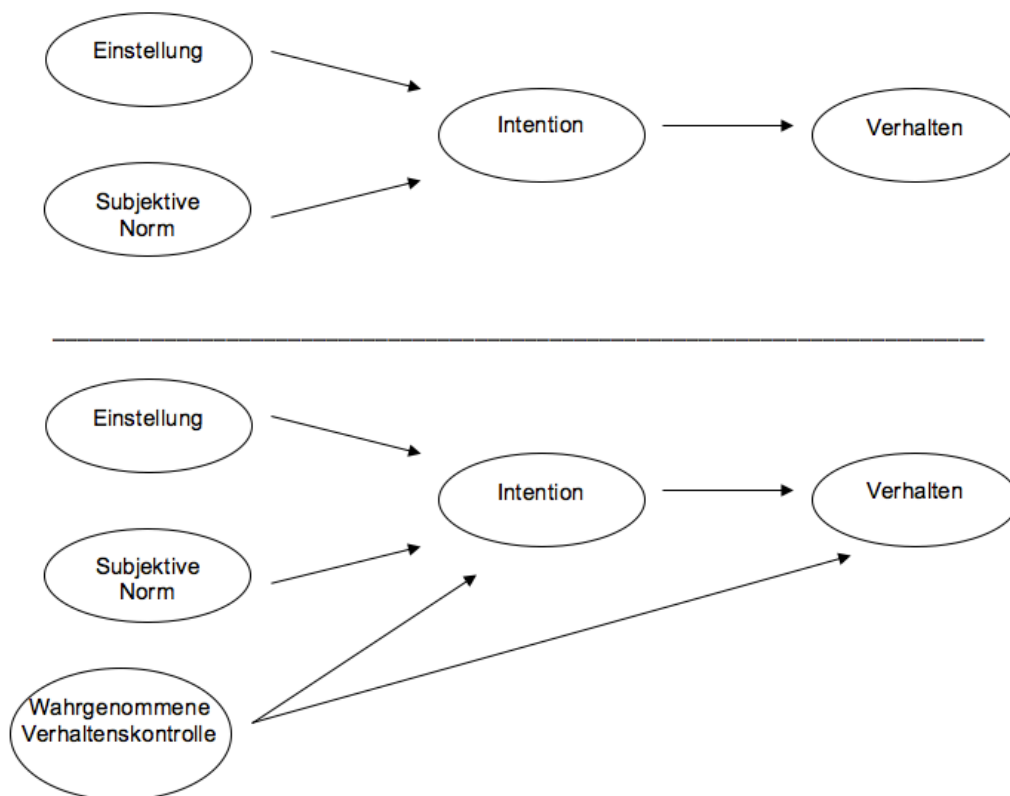 Einstellung
Intention
Verhalten
Subjektive
Norm
Einstellung
Intention
Verhalten
Subjektive
Norm
Wahrgenommene
Verhaltenskontrolle